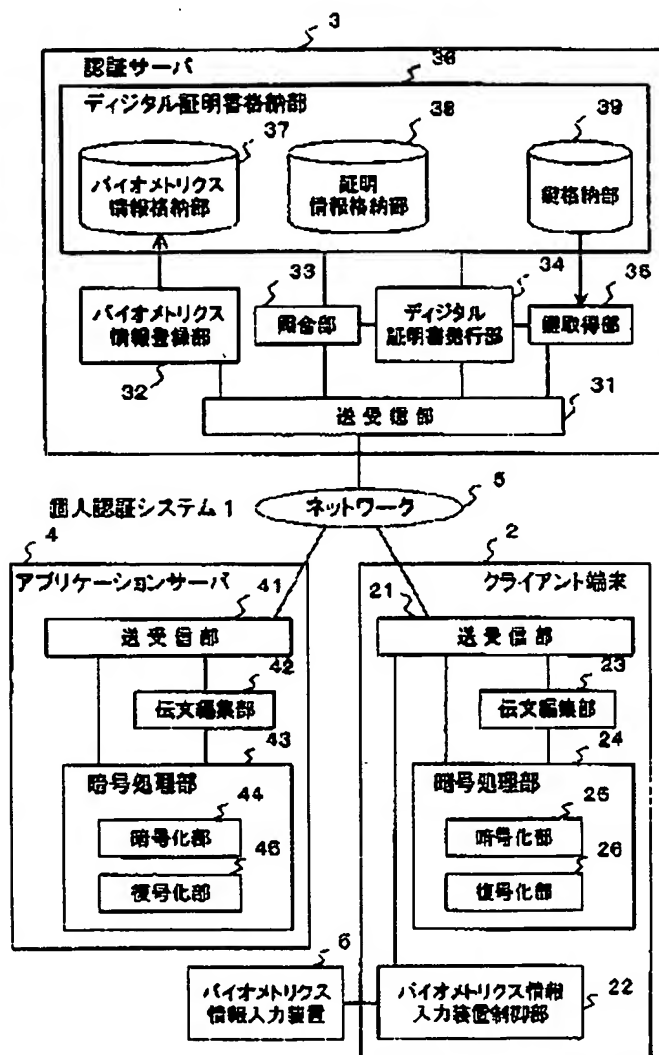 3
認証サーバ
36
ディジタル証明書格納部
37
38
39
バイオメトリクス
情報格納部
証明
情報格納部
鍵格納部
33
34
35
バイオメトリクス
情報登録部
照合部
ディジタル
証明書発行部
鍵取得部
32
31
送受信部
5
個人認証システム1
ネットワーク
4
2
アプリケーションサーバ
クライアント端末
41
21
送受信部
送受信部
42
23
伝文編集部
伝文編集部
43
24
暗号処理部
暗号処理部
44
25
暗号化部
暗号化部
45
26
復号化部
復号化部
6
バイオメトリクス
情報入力装置
バイオメトリクス情報
入力装置制御部
22